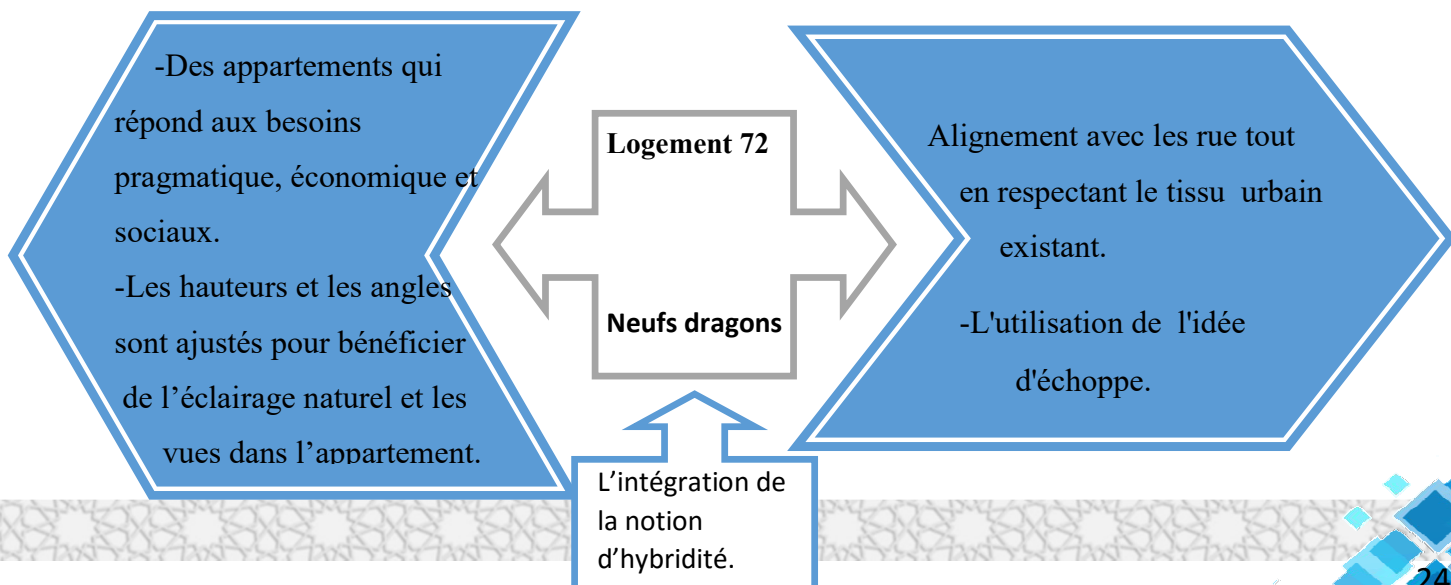 -Des appartements qui
répond aux besoins
pragmatique, économique et
sociaux.
-Les hauteurs et les angles
sont ajustés pour bénéficier
de l’éclairage naturel et les
vues dans l’appartement.
Logement 72
Neufs dragons
Alignement avec les rue tout
en respectant le tissu urbain
existant.
-L'utilisation de l'idée
d'échoppe.
L’intégration de
la notion
d’hybridité.
24